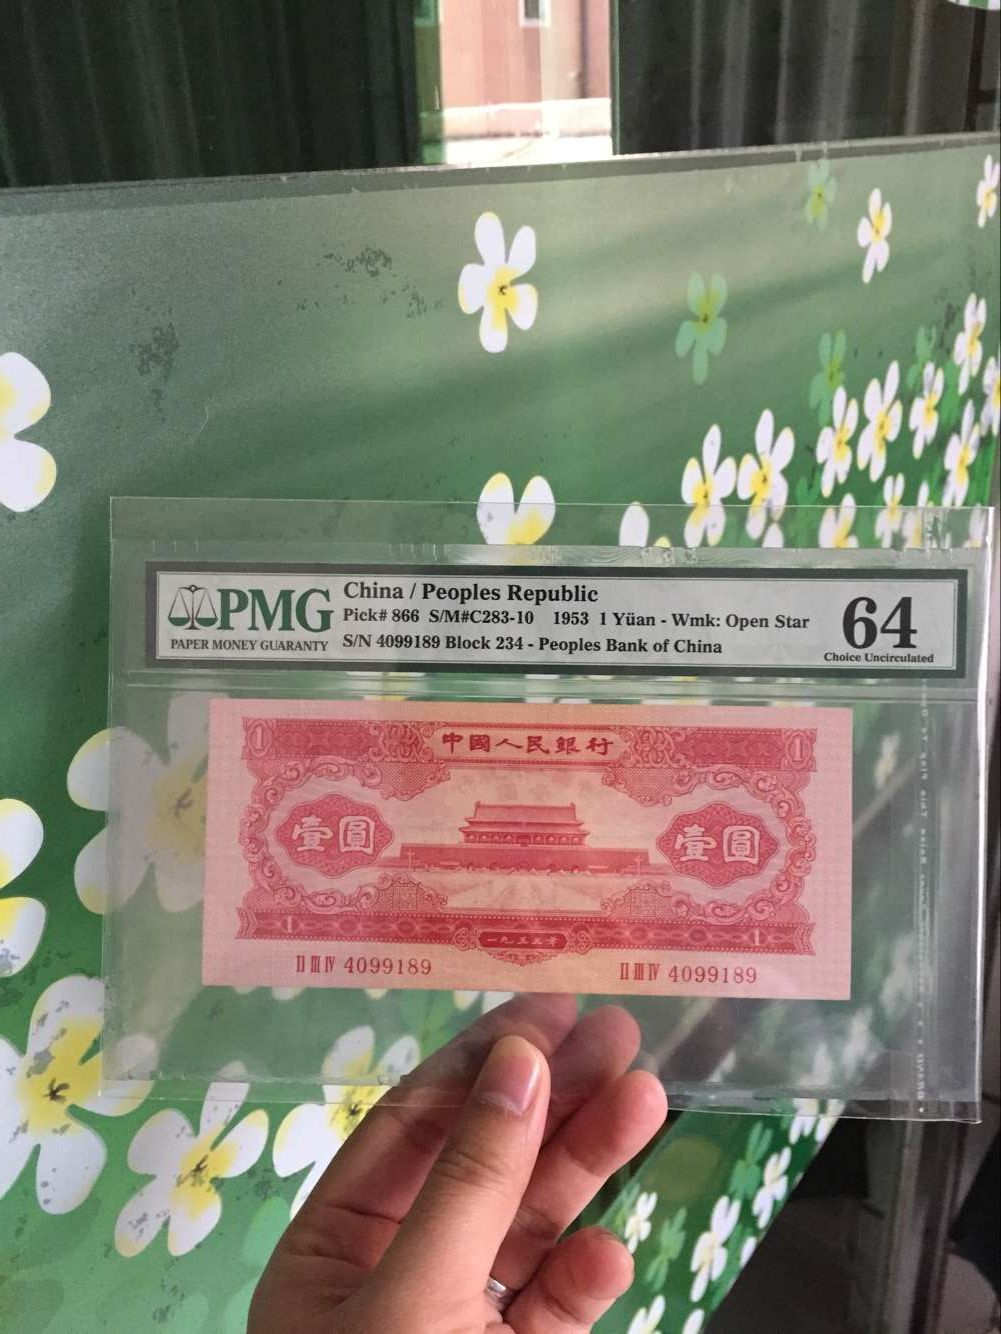 PMG
PAPER MONEY GUARANTY
China / Peoples Republic
Pick# 866 S/M#C283-10 1953 1 Yüan - Wmk: Open Star
S/N 4099189 Block 234 - Peoples Bank of China
64
Choice Uncirculated
1 中國人民銀行 1
壹圓 壹圓
1 一九五三年 1
II III IV 4099189 II III IV 4099189